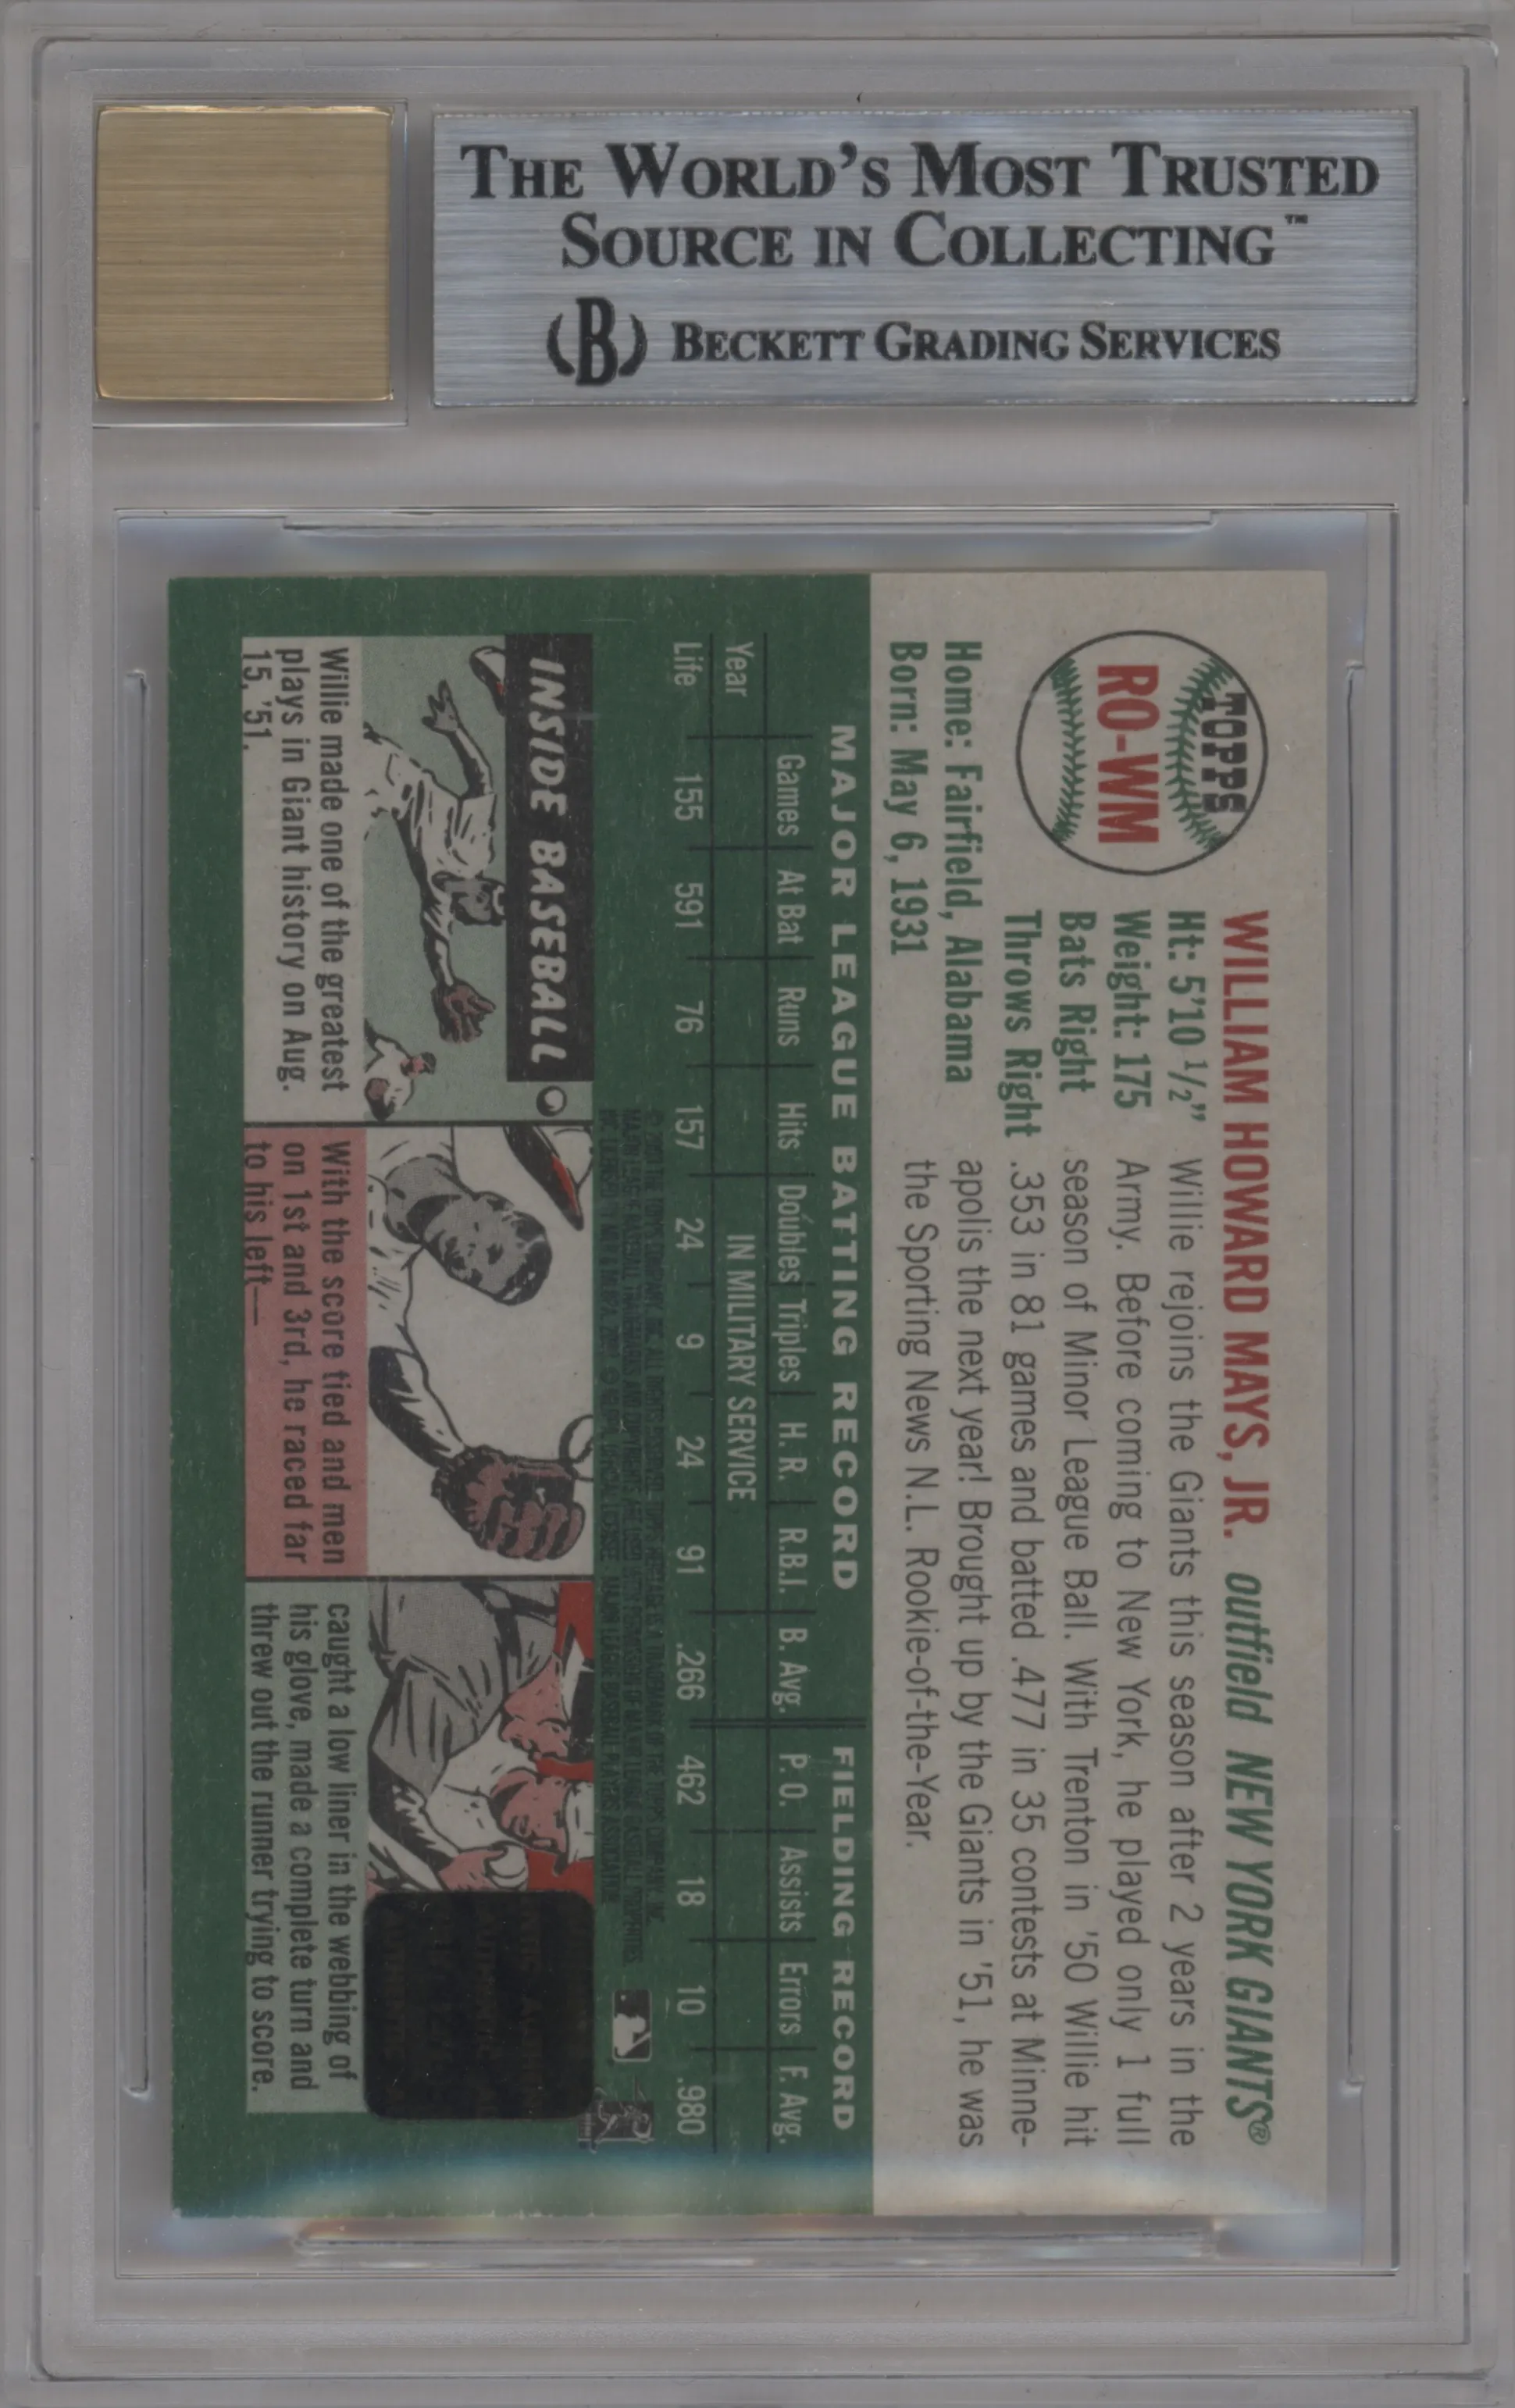 THE WORLD'S MOST TRUSTED
SOURCE IN COLLECTING™
(B) BECKETT GRADING SERVICES
TOPPS
RO-WM
WILLIAM HOWARD MAYS, JR. outfield NEW YORK GIANTS®
Ht: 5'10 1/2"
Weight: 175
Bats Right
Throws Right
Home: Fairfield, Alabama
Born: May 6, 1931
Willie rejoins the Giants this season after 2 years in the
Army. Before coming to New York, he played only 1 full
season of Minor League Ball. With Trenton in '50 Willie hit
.353 in 81 games and batted .477 in 35 contests at Minne-
apolis the next year! Brought up by the Giants in '51, he was
the Sporting News N.L. Rookie-of-the-Year.
MAJOR LEAGUE BATTING RECORD FIELDING RECORD
Games At Bat Runs Hits Doubles Triples H. R. R.B.I. B. Avg. P. O. Assists Errors F. Avg.
Year IN MILITARY SERVICE
Life 155 591 76 157 24 9 24 91 .266 462 18 10 .980
INSIDE BASEBALL
Willie made one of the greatest
plays in Giant history on Aug.
15, '51.
With the score tied and men
on 1st and 3rd, he raced far
to his left—
caught a low liner in the webbing of
his glove, made a complete turn and
threw out the runner trying to score.